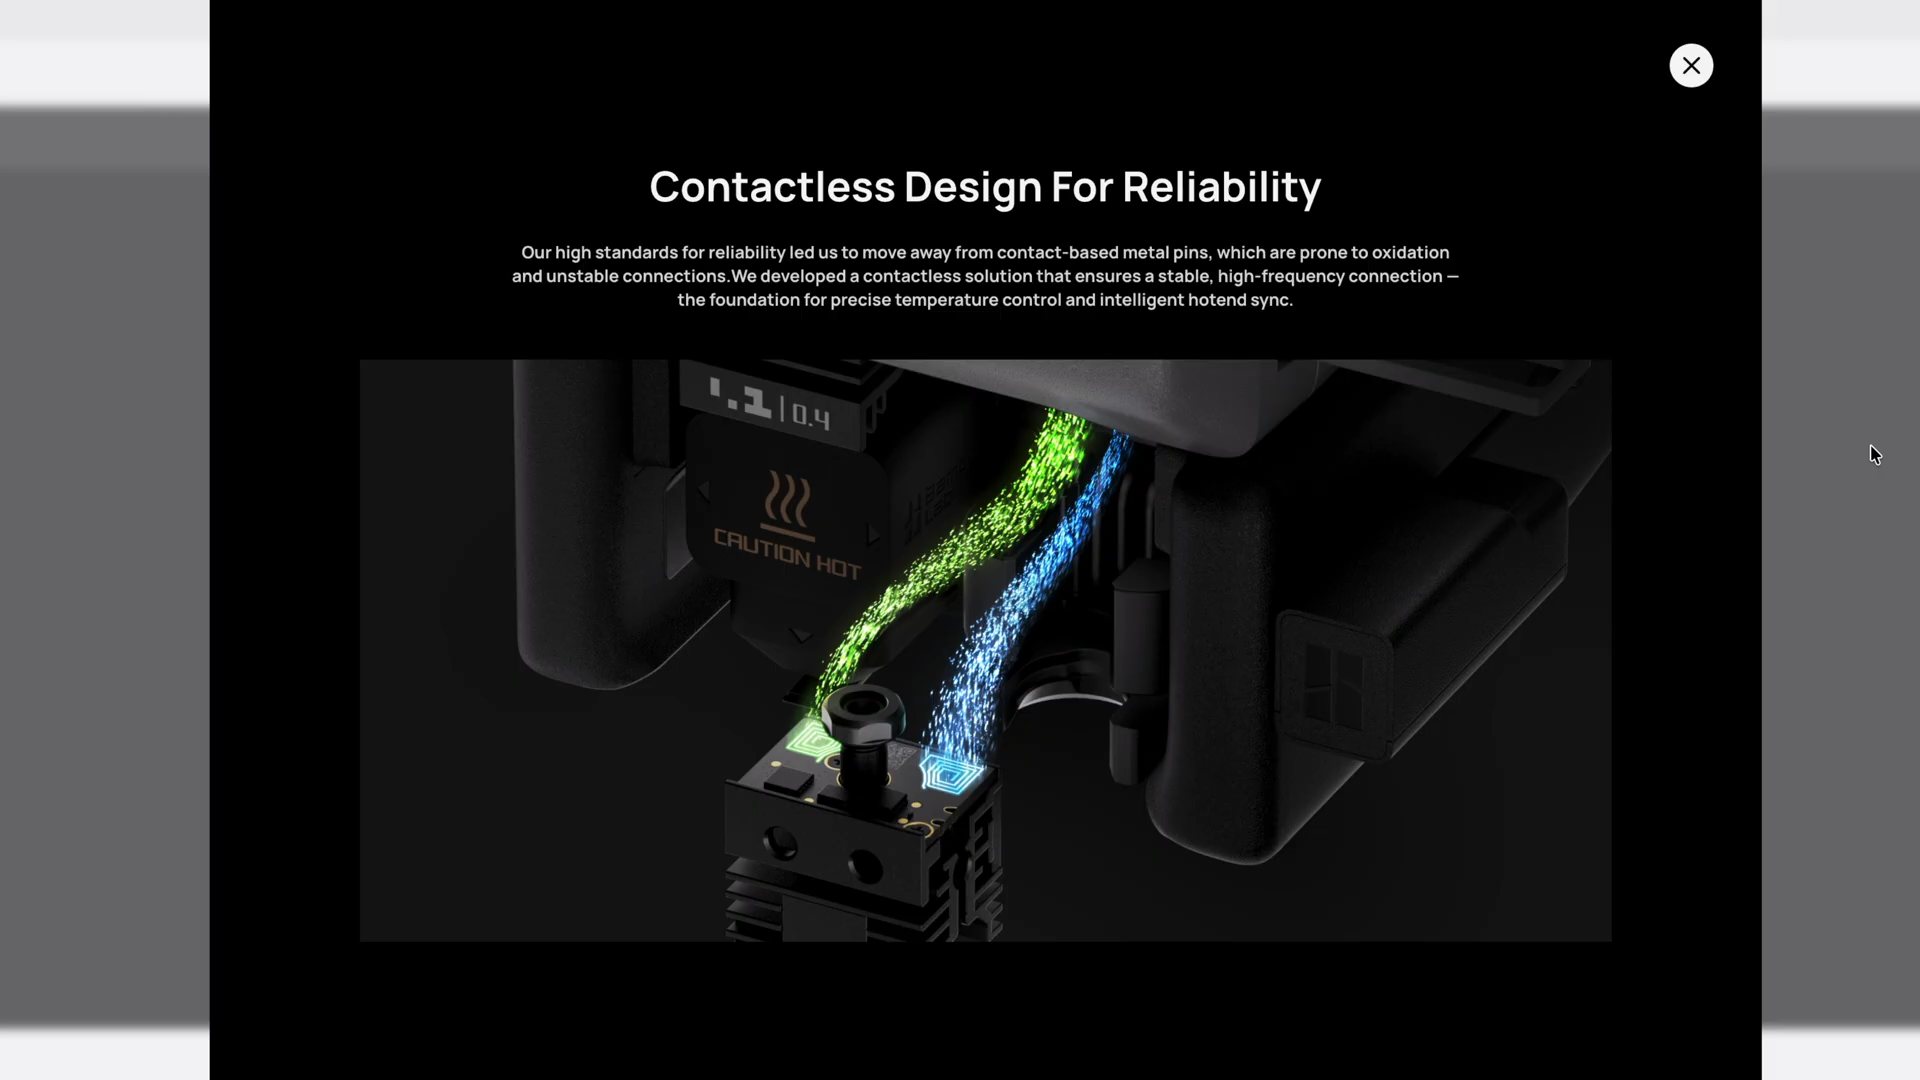 Contactless Design For Reliability
Our high standards for reliability led us to move away from contact-based metal pins, which are prone to oxidation
and unstable connections.We developed a contactless solution that ensures a stable, high-frequency connection —
the foundation for precise temperature control and intelligent hotend sync.
0.4
CAUTION HOT